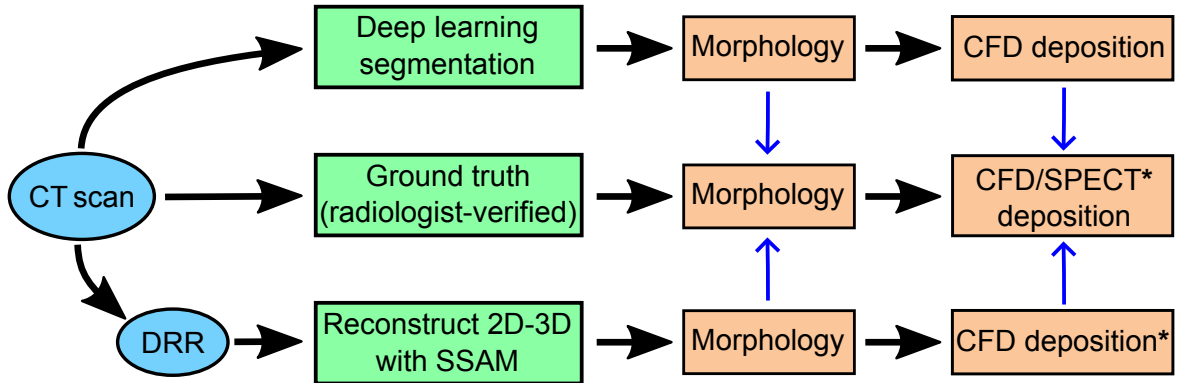 Deep learning
segmentation
Morphology
CFD deposition
CT scan
Ground truth
(radiologist-verified)
Morphology
CFD/SPECT*
deposition
DRR
Reconstruct 2D-3D
with SSAM
Morphology
CFD deposition*